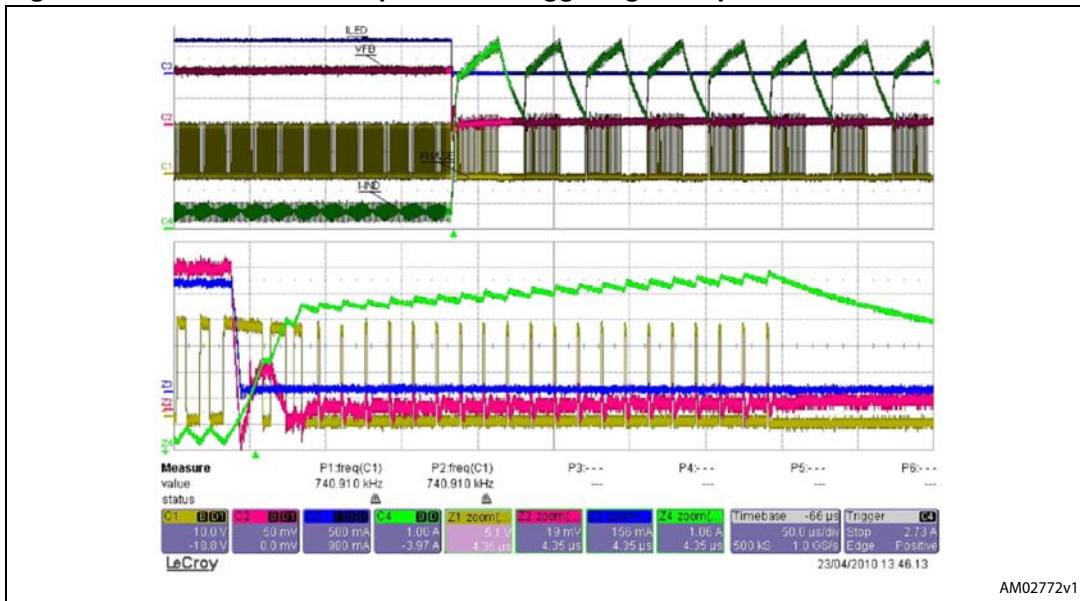 ILED
VFB
C3
C2
PHASE
C1
I-IND
C4
Measure P1:freq(C1) P2:freq(C1) P3:- - - P4:- - - P5:- - - P6:- - -
value 740.910 kHz 740.910 kHz --- --- --- ---
status
C1 C2 C4 Z1 zoom(... Z4 zoom(... Timebase -66 µs Trigger C4
10.0 V 50 mV 500 mA 1.00 A 5.1 V 19 mV 156 mA 1.06 A 50.0 µs/div Stop 2.73 A
-18.8 V 0.0 mV 980 mA -3.97 A 4.35 µs 4.35 µs 4.35 µs 4.35 µs 500 kS 1.0 GS/s Edge Positive
LeCroy 23/04/2010 13.46.13
AM02772v1